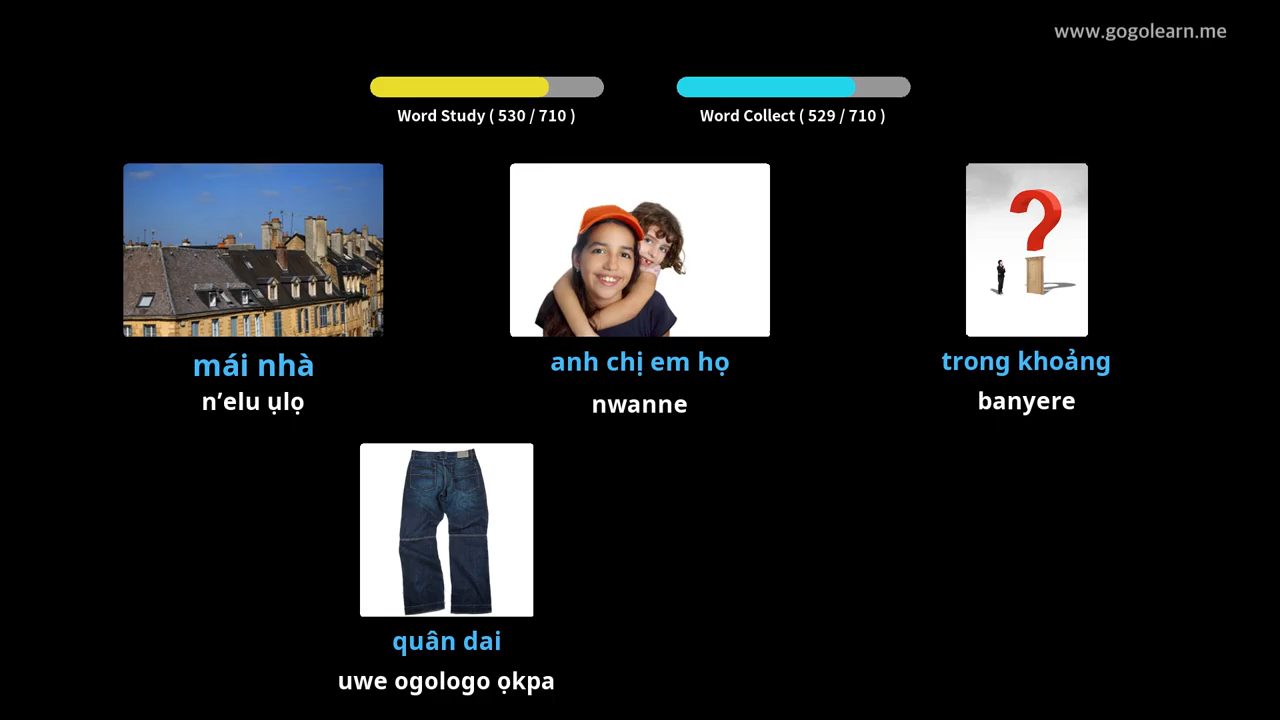 www.gogolearn.me
Word Study ( 530 / 710 )
Word Collect ( 529 / 710 )
mái nhà
n’elu ụlọ
anh chị em họ
nwanne
trong khoảng
banyere
quân dai
uwe ogologo ọkpa